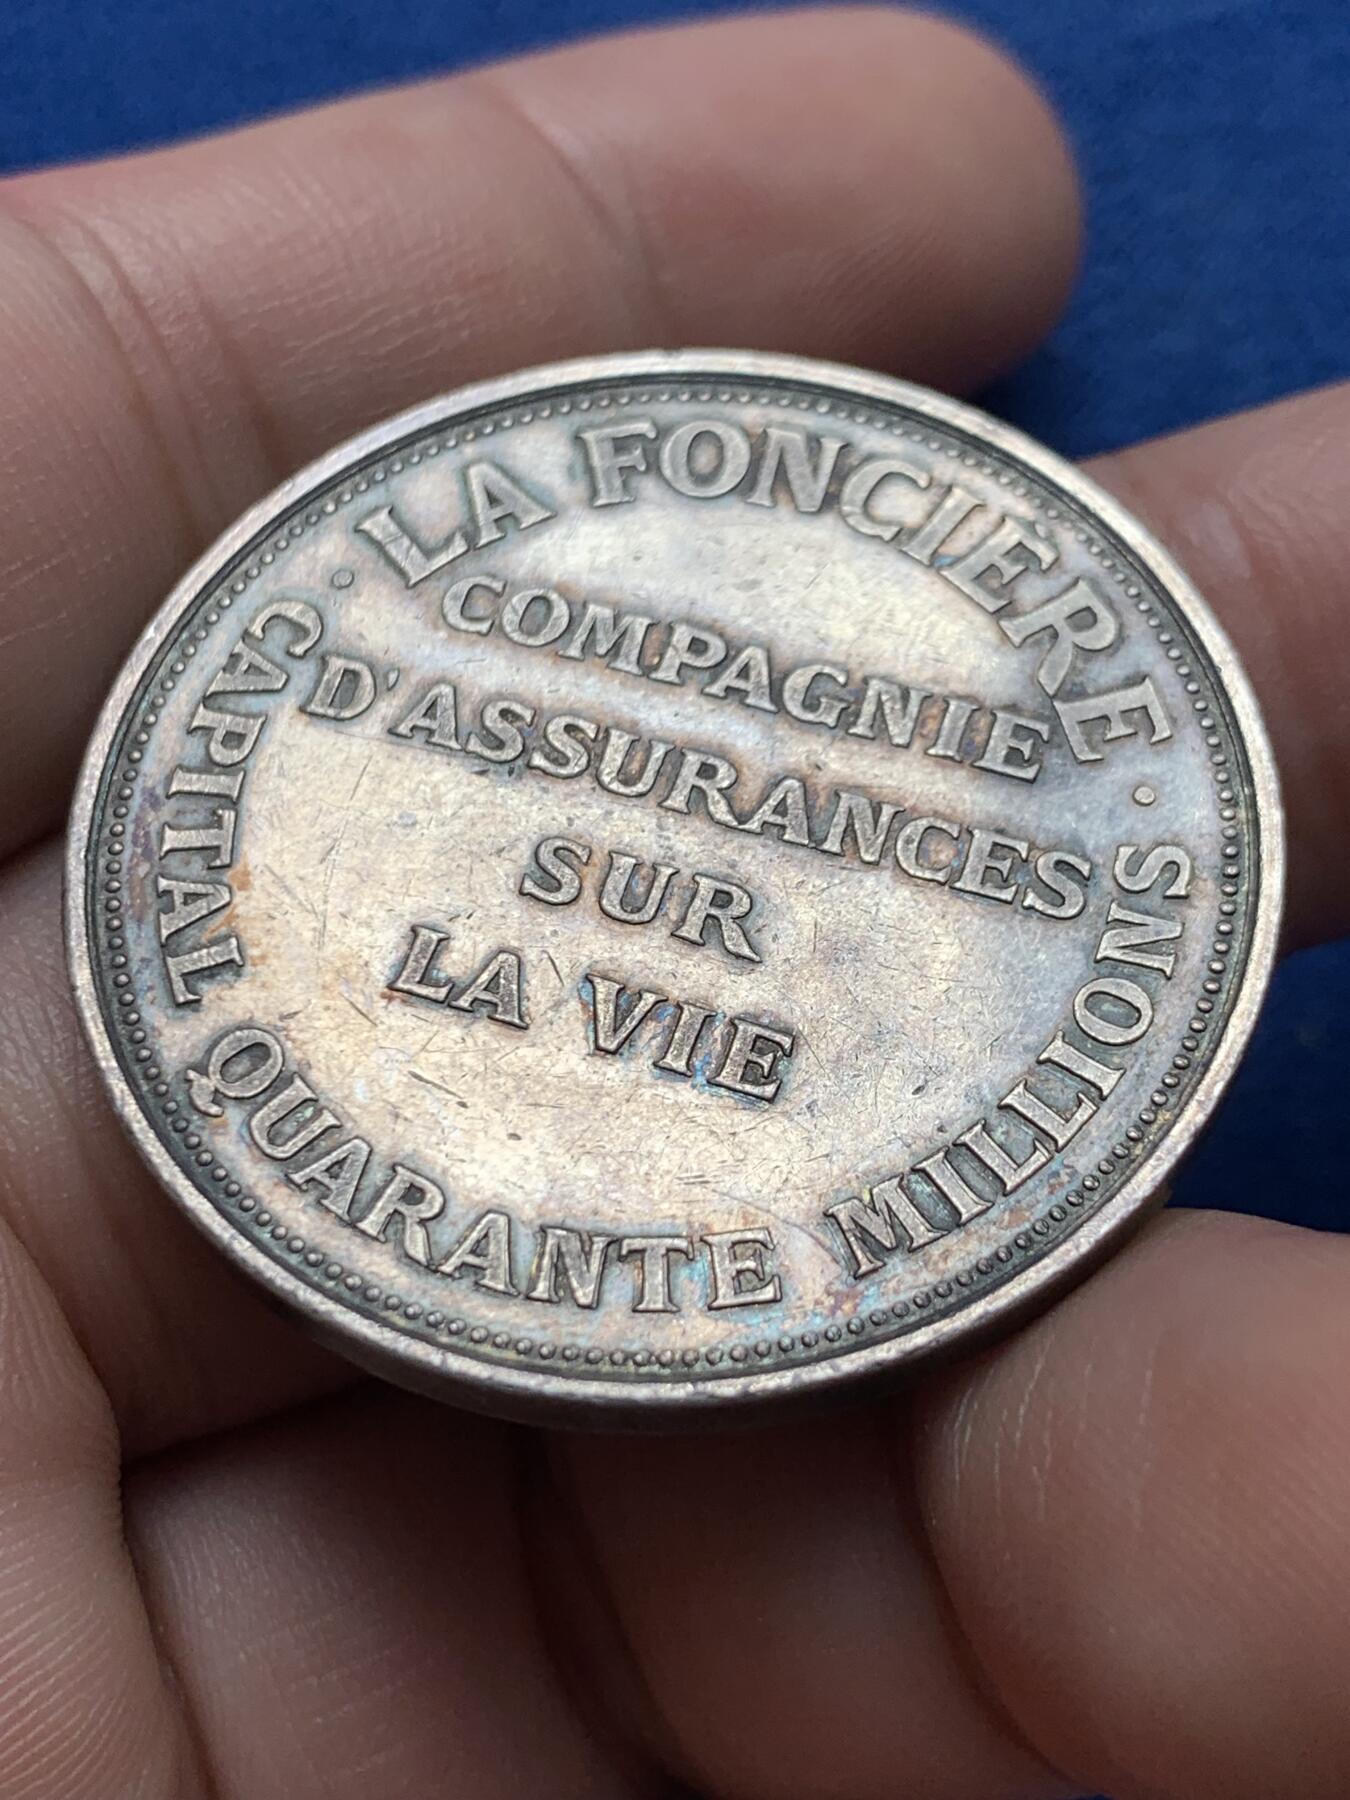 · LA FONCIÈRE ·
COMPAGNIE
D'ASSURANCES
SUR
LA VIE
CAPITAL QUARANTE MILLIONS